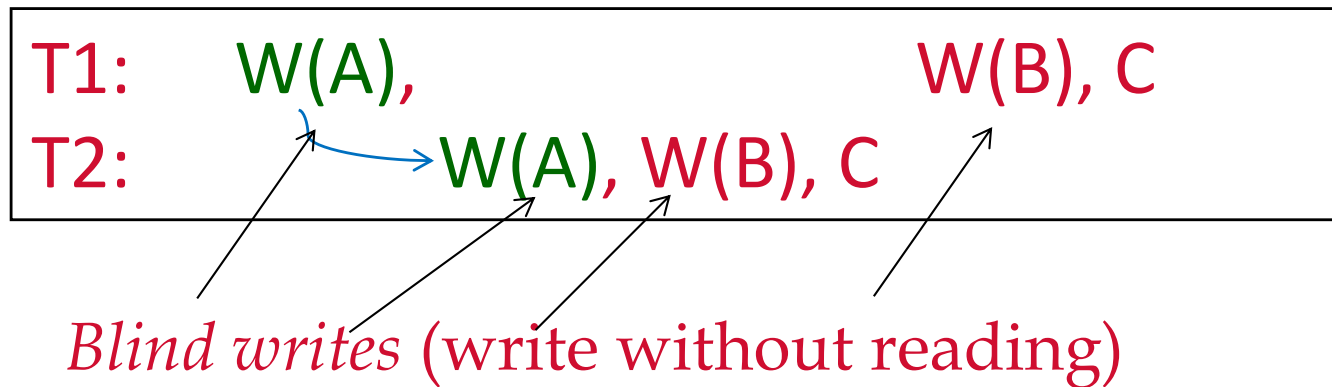 T1: W(A), W(B), C
T2: W(A), W(B), C
Blind writes (write without reading)